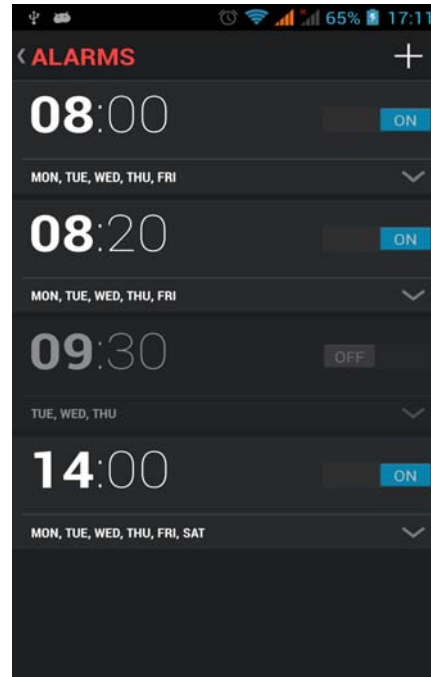 65% 17:11
ALARMS
08:00
ON
MON, TUE, WED, THU, FRI
08:20
ON
MON, TUE, WED, THU, FRI
09:30
OFF
TUE, WED, THU
14:00
ON
MON, TUE, WED, THU, FRI, SAT